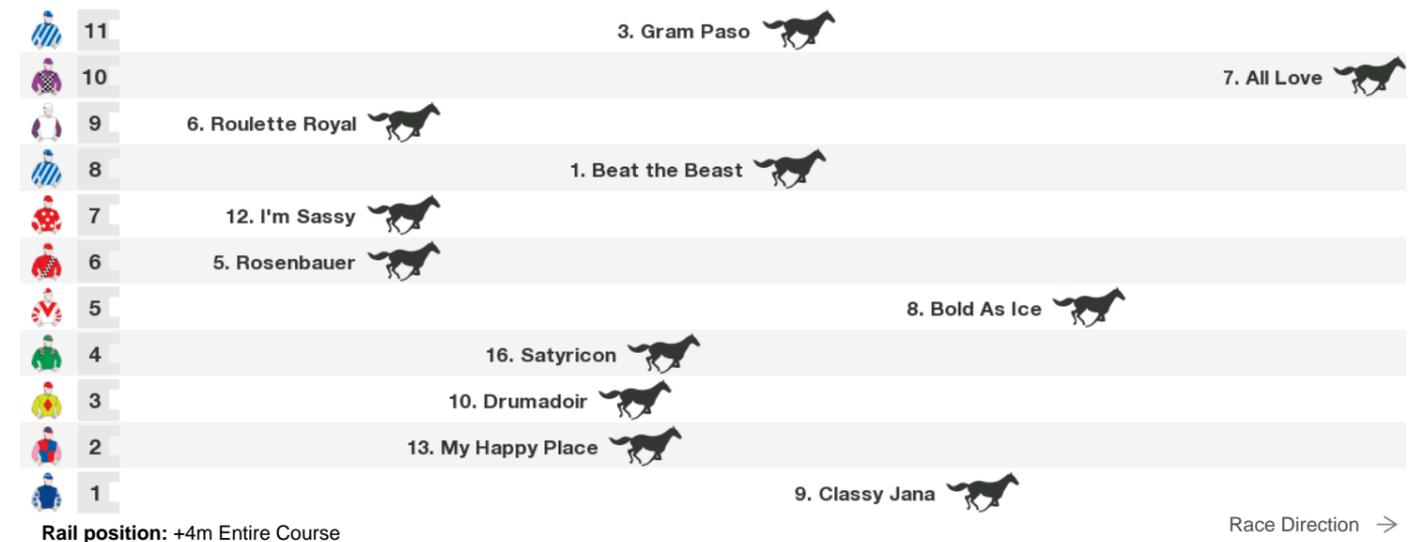 11 3. Gram Paso
10 7. All Love
9 6. Roulette Royal
8 1. Beat the Beast
7 12. I'm Sassy
6 5. Rosenbauer
5 8. Bold As Ice
4 16. Satyricon
3 10. Drumadoir
2 13. My Happy Place
1 9. Classy Jana
Rail position: +4m Entire Course
Race Direction →